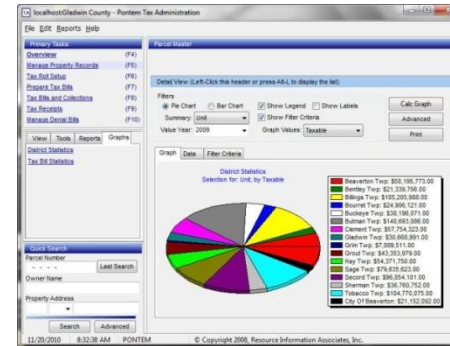 localhost:Gladwin County - Pontem Tax Administration
File Edit Reports Help
Primary Tasks
Overview (F4)
Manage Property Records (F5)
Tax Roll Setup (F6)
Prepare Tax Bills (F7)
Tax Bills and Collections (F8)
Tax Receipts (F9)
Manage Denial Bills (F10)
View Tools Reports Graphs
District Statistics
Tax Bill Statistics
Quick Search
Parcel Number
- - - - Last Search
Owner Name
Property Address
Search Advanced
Parcel Master
Detail View (Left-Click this header or press Alt-L to display the list)
Filters
Pie Chart Bar Chart Show Legend Show Labels Calc Graph
Summary: Unit Show Filter Criteria Advanced
Value Year: 2009 Graph Values: Taxable Print
Graph Data Filter Criteria
District Statistics
Selection for: Unit, by Taxable
Beaverton Twp: $50,195,773.00
Bentley Twp: $21,339,756.00
Billings Twp: $105,205,988.00
Bourret Twp: $24,998,121.00
Buckeye Twp: $38,196,071.00
Butman Twp: $149,693,086.00
Clement Twp: $57,754,323.00
Gladwin Twp: $30,668,991.00
Grim Twp: $7,009,511.00
Grout Twp: $43,353,979.00
Hay Twp: $54,371,750.00
Sage Twp: $79,635,623.00
Secord Twp: $96,054,101.00
Sherman Twp: $36,760,752.00
Tobacco Twp: $104,770,075.00
City Of Beaverton: $21,152,092.00
11/20/2010 8:32:38 AM PONTEM © Copyright 2008, Resource Information Associates, Inc.